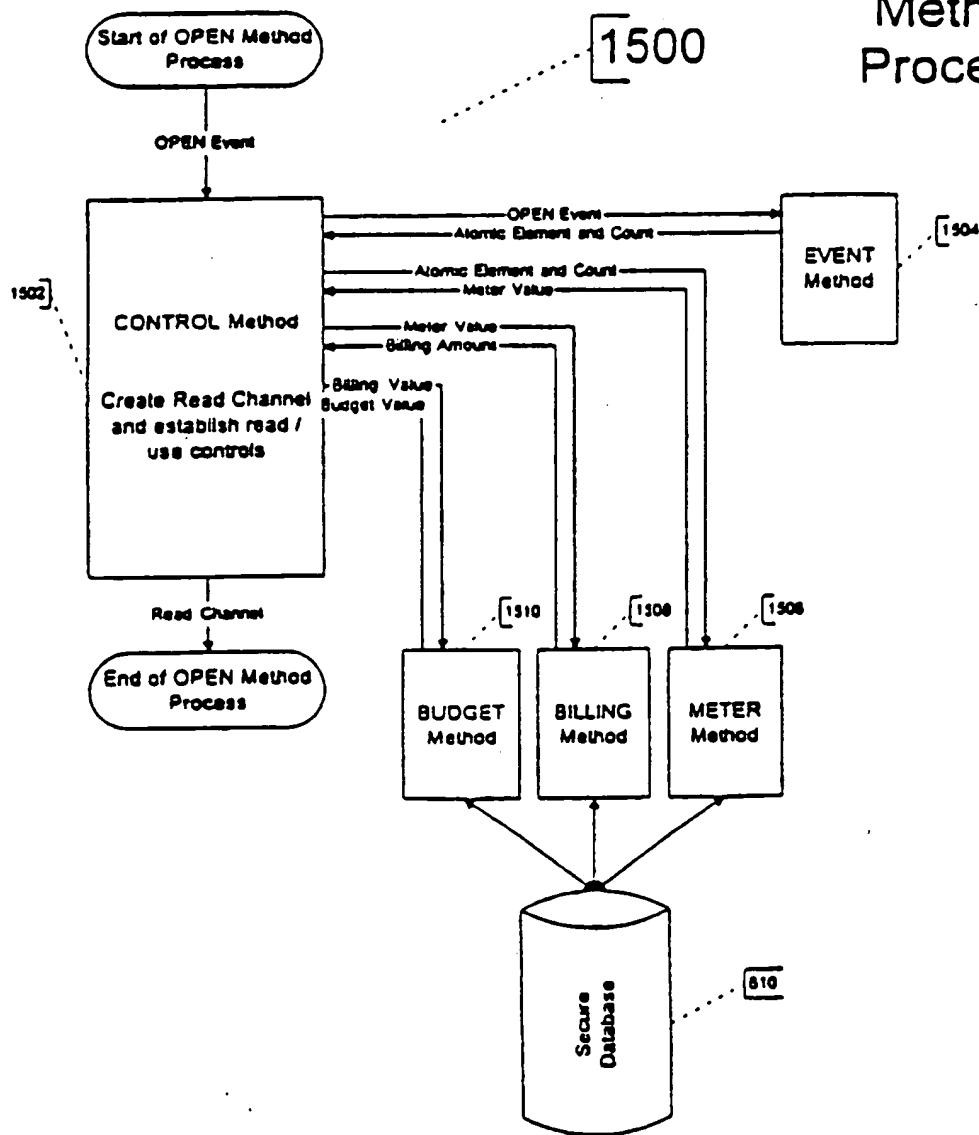 Meth
Proce
Start of OPEN Method
Process
1500
OPEN Event
OPEN Event
Atomic Element and Count
EVENT
Method
1504
1502
Atomic Element and Count
Meter Value
CONTROL Method
Meter Value
Billing Amount
Create Read Channel
and establish read /
use controls
Billing Value
Budget Value
Read Channel
1510
1508
1506
End of OPEN Method
Process
BUDGET
Method
BILLING
Method
METER
Method
Secure
Database
610